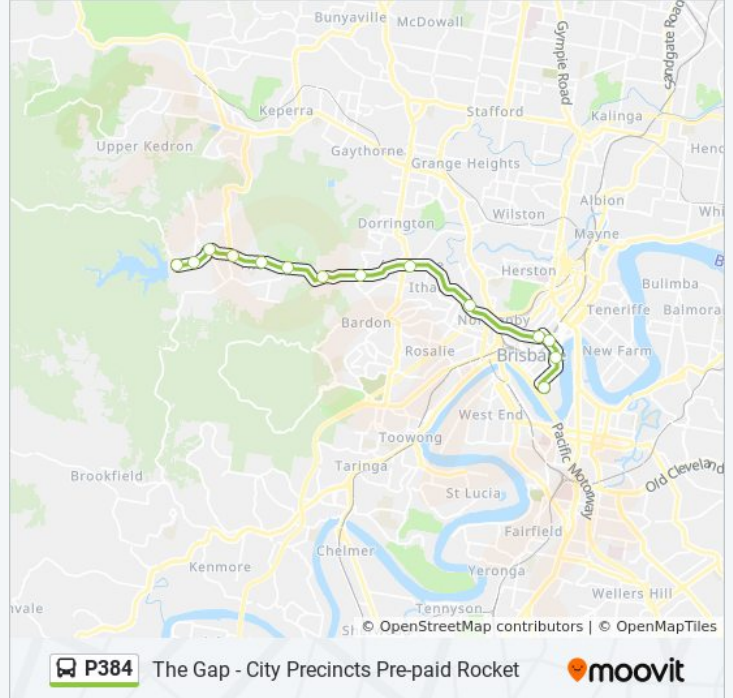 Bunyaville
McDowall
Gympie Road
Sandgate Road
Keperra
Stafford
Kalinga
Upper Kedron
Gaythorne
Grange Heights
Hend
Albion
Dorrington
Wilston
Whi
Mayne
Herston
B
Bulimba
Itha
Teneriffe
Balmora
Bardon
No
nby
Rosalie
Brisba
New Farm
West End
Toowong
Pacific Motorway
Taringa
Brookfield
Old Cleveland
St Lucia
Fairfield
Chelmer
Kenmore
Yeronga
Wellers Hill
nvale
Tennyson
Sh
© OpenStreetMap contributors | © OpenMapTiles
P384 The Gap - City Precincts Pre-paid Rocket moovit